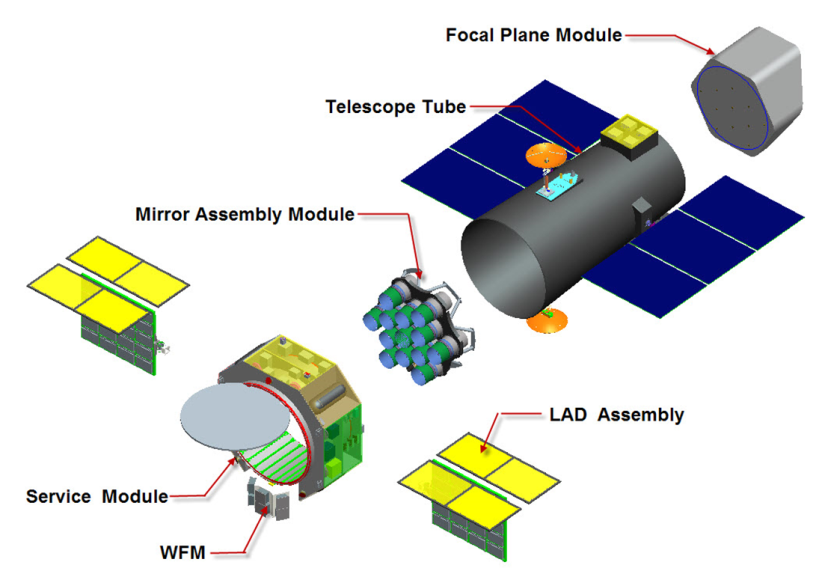 Focal Plane Module
Telescope Tube
Mirror Assembly Module
LAD Assembly
Service Module
WFM